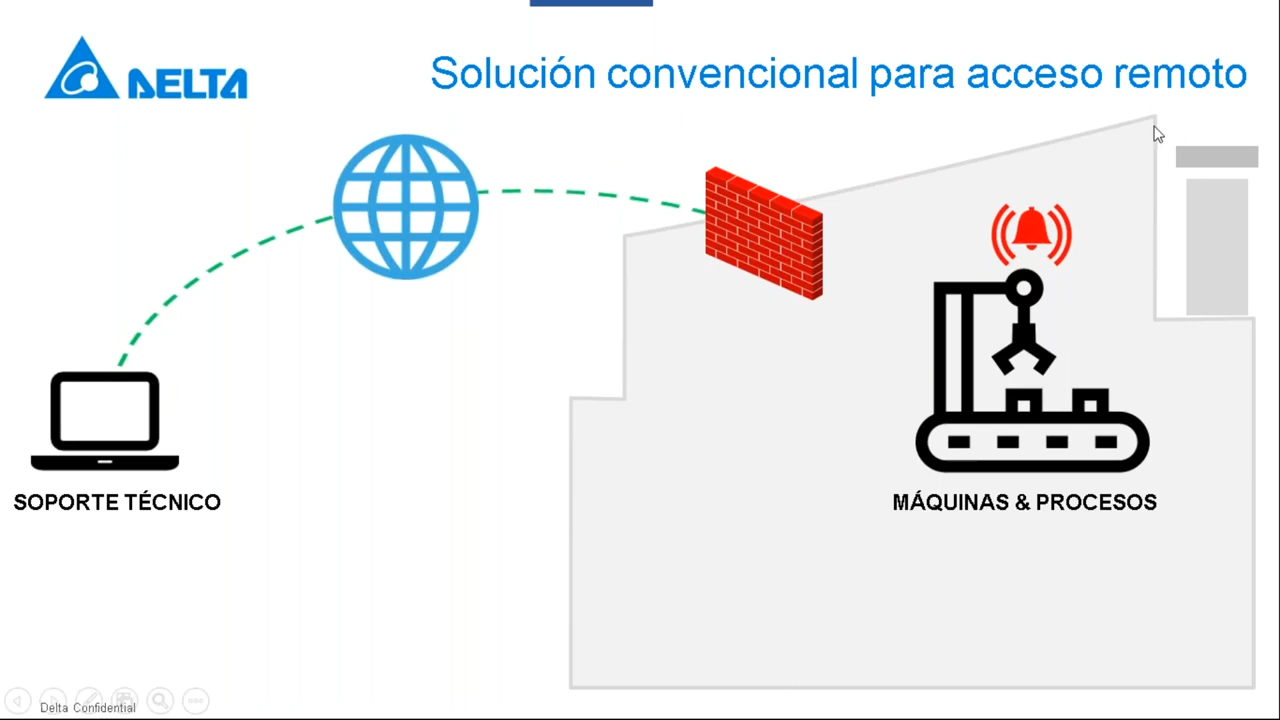 DELTA
Solución convencional para acceso remoto
SOPORTE TÉCNICO
MÁQUINAS & PROCESOS
Delta Confidential